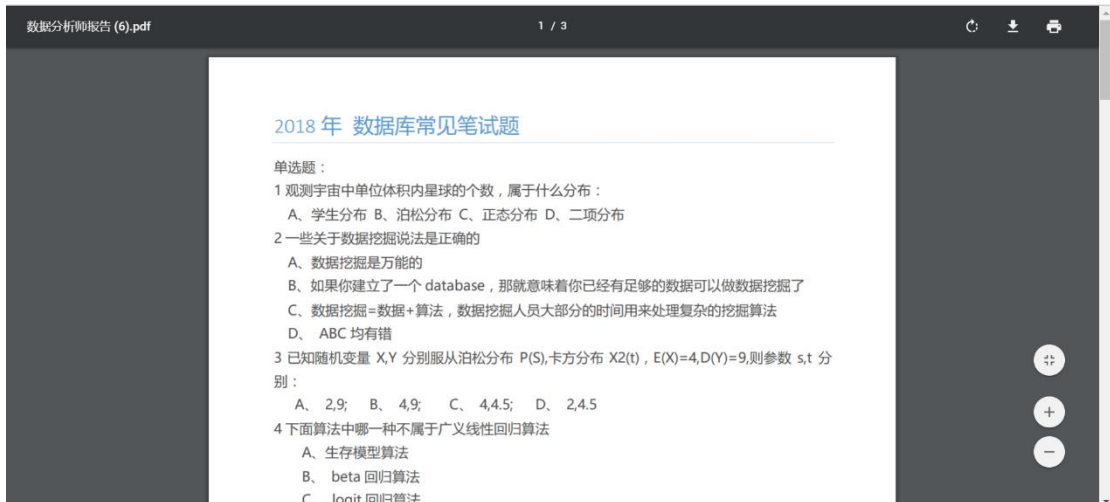 数据分析师报告 (6).pdf
1 / 3
2018 年 数据库常见笔试题
单选题：
1 观测宇宙中单位体积内星球的个数，属于什么分布：
A、学生分布 B、泊松分布 C、正态分布 D、二项分布
2 一些关于数据挖掘说法是正确的
A、数据挖掘是万能的
B、如果你建立了一个 database，那就意味着你已经有足够的数据可以做数据挖掘了
C、数据挖掘=数据+算法，数据挖掘人员大部分的时间用来处理复杂的挖掘算法
D、 ABC 均有错
3 已知随机变量 X,Y 分别服从泊松分布 P(S),卡方分布 X2(t)，E(X)=4,D(Y)=9,则参数 s,t 分
别：
A、 2,9; B、 4,9; C、 4,4.5; D、 2,4.5
4 下面算法中哪一种不属于广义线性回归算法
A、生存模型算法
B、 beta 回归算法
C、 logit 回归算法